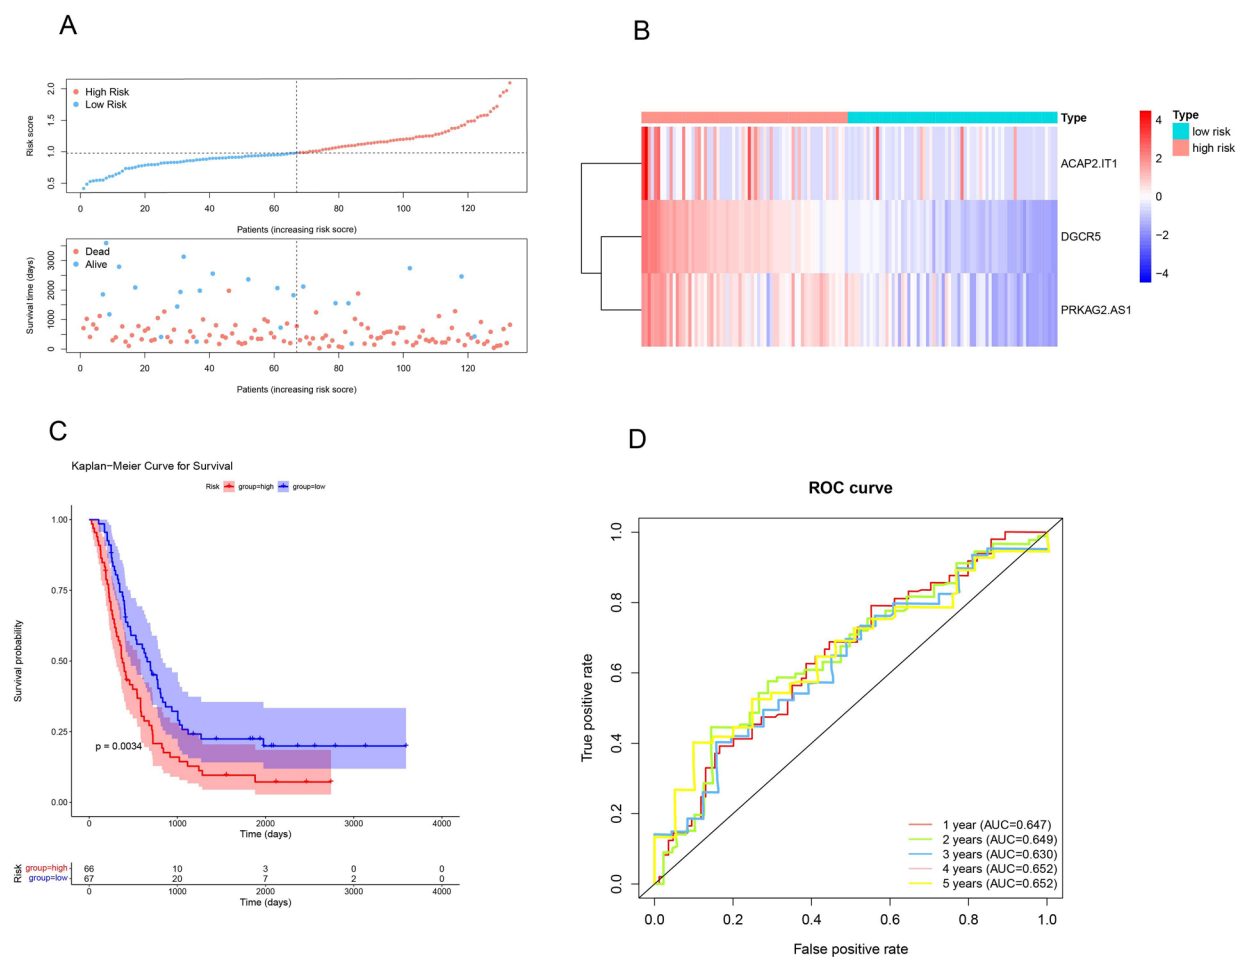 A
High Risk
Low Risk
Risk score
2.0
1.5
1.0
0.5
0 20 40 60 80 100 120
Patients (increasing risk socre)
Dead
Alive
Survival time (days)
3000
2000
1000
0
0 20 40 60 80 100 120
Patients (increasing risk socre)
B
Type
ACAP2.IT1
DGCR5
PRKAG2.AS1
4
2
0
−2
−4
Type
low risk
high risk
C
Kaplan−Meier Curve for Survival
Risk group=high group=low
Survival probability
1.00
0.75
0.50
0.25
0.00
p = 0.0034
0 1000 2000 3000 4000
Time (days)
Risk
group=high 66 10 3 0 0
group=low 67 20 7 2 0
0 1000 2000 3000 4000
Time (days)
D
ROC curve
True positive rate
1.0
0.8
0.6
0.4
0.2
0.0
1 year (AUC=0.647)
2 years (AUC=0.649)
3 years (AUC=0.630)
4 years (AUC=0.652)
5 years (AUC=0.652)
0.0 0.2 0.4 0.6 0.8 1.0
False positive rate